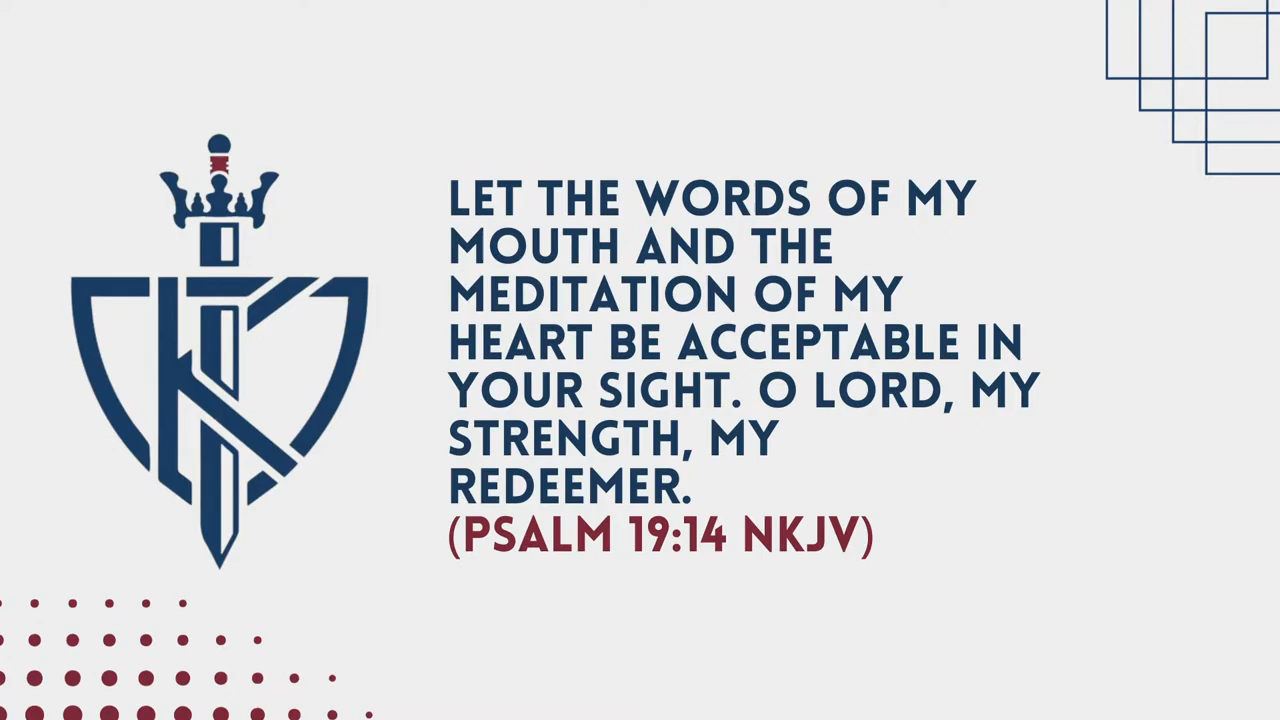 LET THE WORDS OF MY
MOUTH AND THE
MEDITATION OF MY
HEART BE ACCEPTABLE IN
YOUR SIGHT. O LORD, MY
STRENGTH, MY
REDEEMER.
(PSALM 19:14 NKJV)